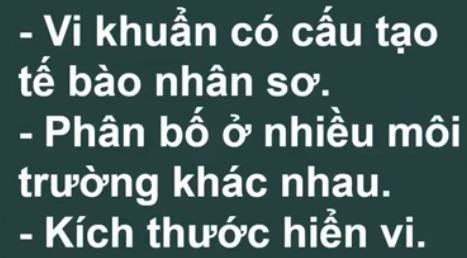 - Vi khuẩn có cấu tạo
tế bào nhân sơ.
- Phân bố ở nhiều môi
trường khác nhau.
- Kích thước hiển vi.